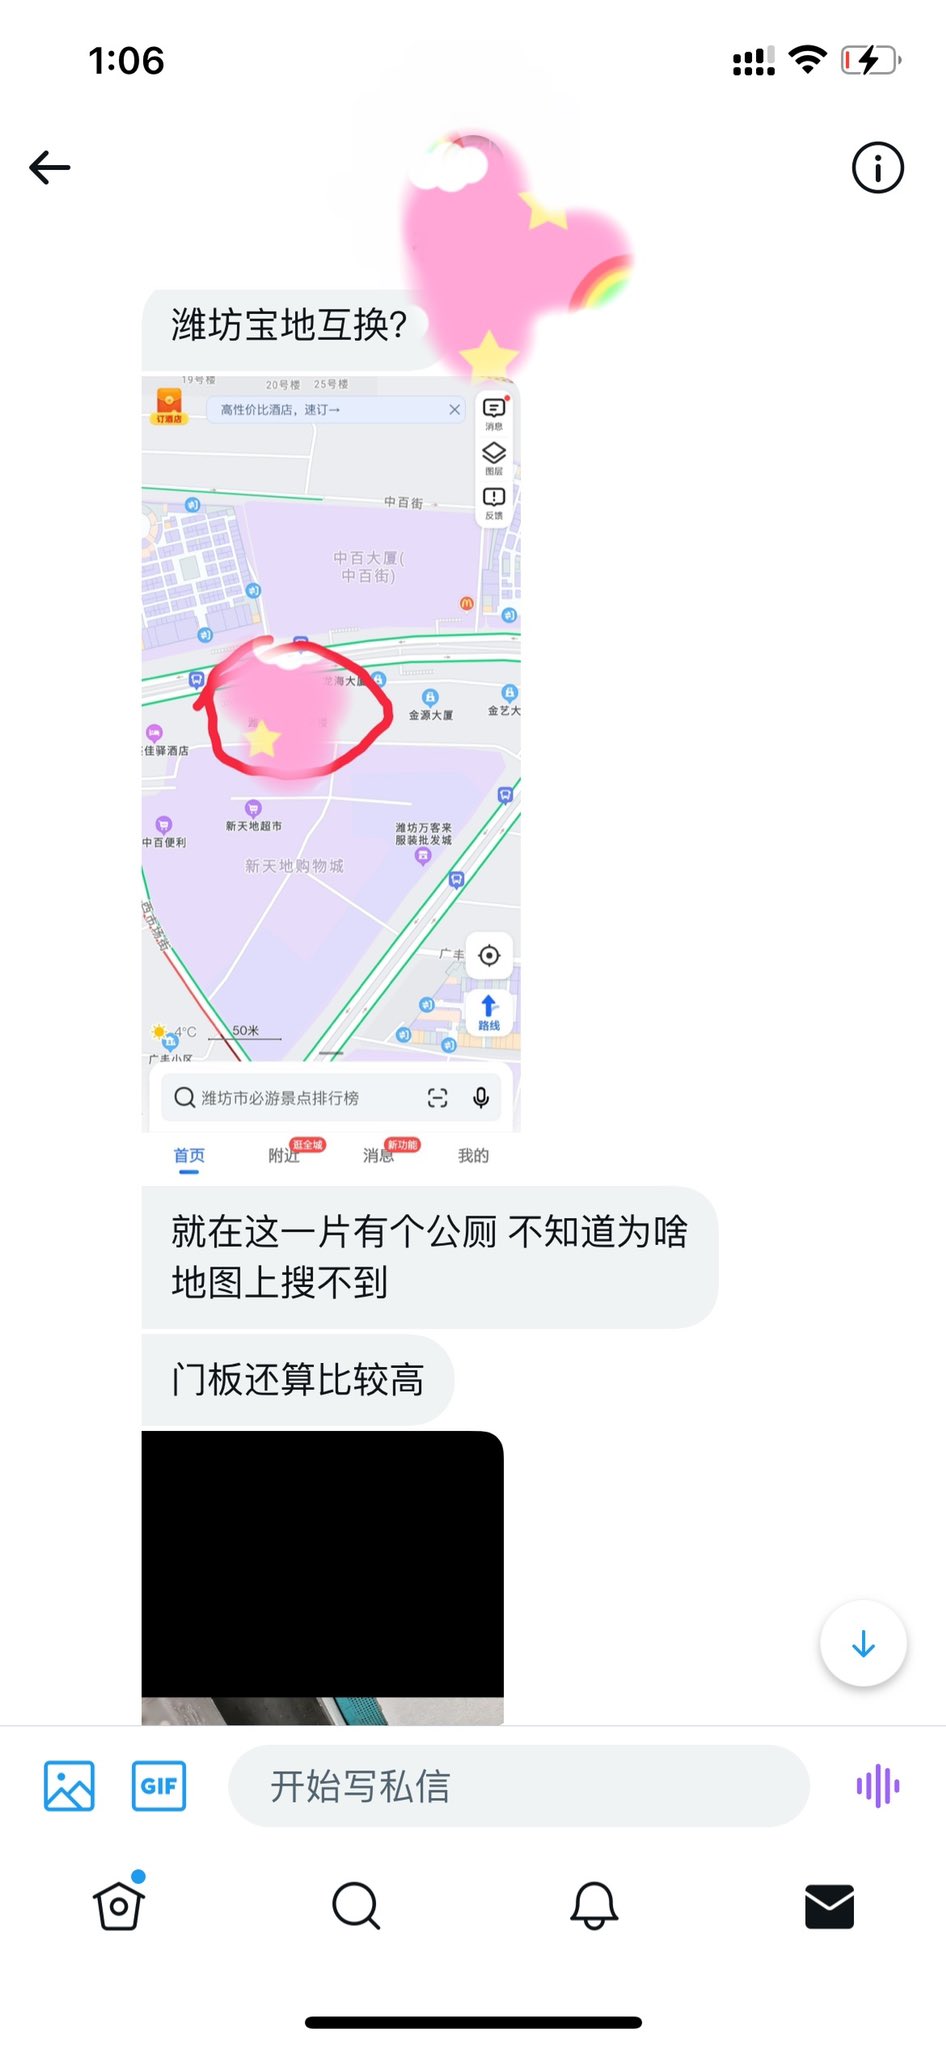 1:06
潍坊宝地互换?
19号楼
20号楼
25号楼
订酒店
高性价比酒店，速订→
消息
图层
反馈
中百街
中百大厦(
中百街)
龙海大厦
金源大厦
金艺大
佳驿酒店
新天地超市
中百便利
潍坊万客来
服装批发城
新天地购物城
西市场街
广丰
路线
4°C
50米
广丰小区
潍坊市必游景点排行榜
首页
附近
逛全城
消息
新功能
我的
就在这一片有个公厕 不知道为啥
地图上搜不到
门板还算比较高
GIF
开始写私信